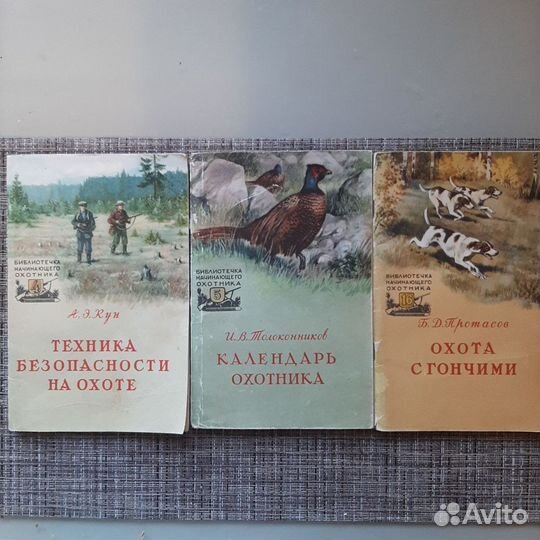 БИБЛИОТЕЧКА
НАЧИНАЮЩЕГО
ОХОТНИКА
4
А.Э.Кун
ТЕХНИКА
БЕЗОПАСНОСТИ
НА ОХОТЕ
БИБЛИОТЕЧКА
НАЧИНАЮЩЕГО
ОХОТНИКА
5
И.В.Толоконников
КАЛЕНДАРЬ
ОХОТНИКА
БИБЛИОТЕЧКА
НАЧИНАЮЩЕГО
ОХОТНИКА
16
Б.Д.Протасов
ОХОТА
С ГОНЧИМИ
Avito